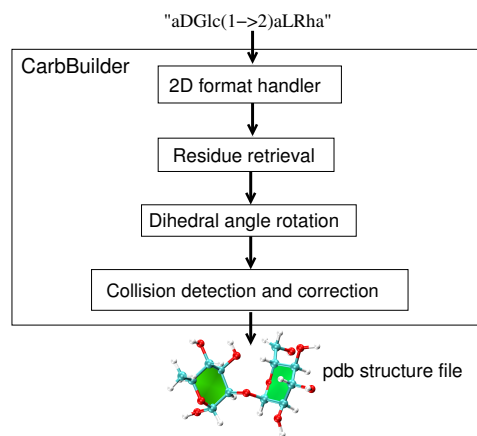 "aDGlc(1−>2)aLRha"
CarbBuilder
2D format handler
Residue retrieval
Dihedral angle rotation
Collision detection and correction
pdb structure file